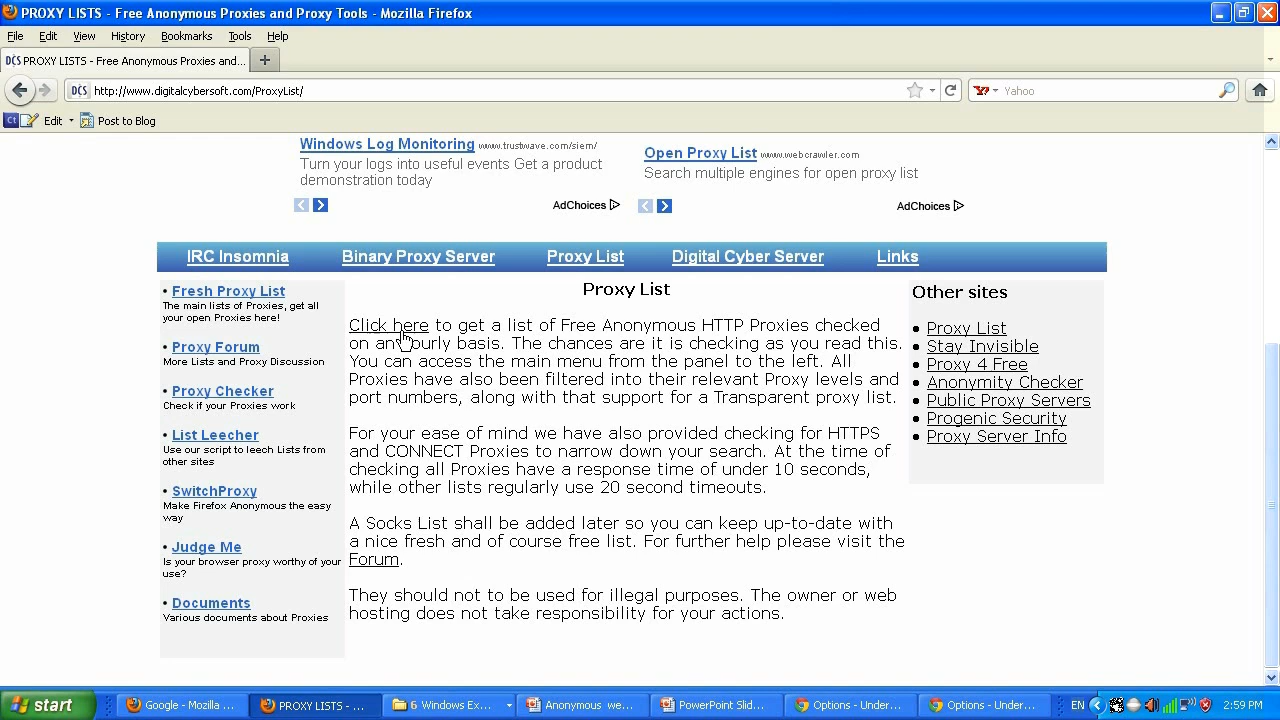 PROXY LISTS - Free Anonymous Proxies and Proxy Tools - Mozilla Firefox
File Edit View History Bookmarks Tools Help
DCS PROXY LISTS - Free Anonymous Proxies and... +
DCS http://www.digitalcybersoft.com/ProxyList/ Yahoo
Ct Edit Post to Blog
Windows Log Monitoring www.trustwave.com/siem/
Turn your logs into useful events Get a product
demonstration today
AdChoices
Open Proxy List www.webcrawler.com
Search multiple engines for open proxy list
AdChoices
IRC Insomnia Binary Proxy Server Proxy List Digital Cyber Server Links
• Fresh Proxy List
The main lists of Proxies, get all
your open Proxies here!
• Proxy Forum
More Lists and Proxy Discussion
• Proxy Checker
Check if your Proxies work
• List Leecher
Use our script to leech Lists from
other sites
• SwitchProxy
Make Firefox Anonymous the easy
way
• Judge Me
Is your browser proxy worthy of your
use?
• Documents
Various documents about Proxies
Proxy List
Click here to get a list of Free Anonymous HTTP Proxies checked
on an hourly basis. The chances are it is checking as you read this.
You can access the main menu from the panel to the left. All
Proxies have also been filtered into their relevant Proxy levels and
port numbers, along with that support for a Transparent proxy list.
For your ease of mind we have also provided checking for HTTPS
and CONNECT Proxies to narrow down your search. At the time of
checking all Proxies have a response time of under 10 seconds,
while other lists regularly use 20 second timeouts.
A Socks List shall be added later so you can keep up-to-date with
a nice fresh and of course free list. For further help please visit the
Forum.
They should not to be used for illegal purposes. The owner or web
hosting does not take responsibility for your actions.
Other sites
• Proxy List
• Stay Invisible
• Proxy 4 Free
• Anonymity Checker
• Public Proxy Servers
• Progenic Security
• Proxy Server Info
start Google - Mozilla ... PROXY LISTS - ... 6 Windows Ex... Anonymous we... PowerPoint Slid... Options - Under... Options - Under... EN 2:59 PM